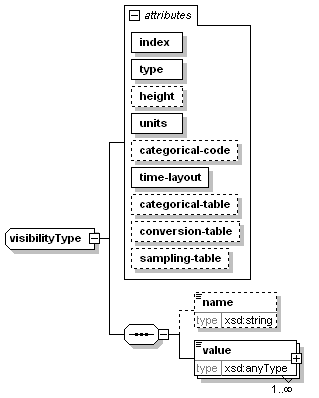 attributes
index
type
height
units
categorical-code
time-layout
categorical-table
conversion-table
sampling-table
visibilityType
name
type xsd:string
value
type xsd:anyType
1..∞